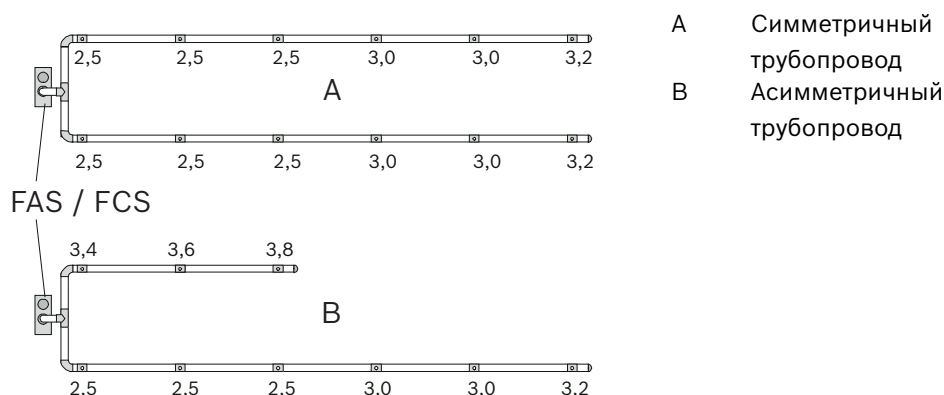 2,5 2,5 2,5 3,0 3,0 3,2
A
2,5 2,5 2,5 3,0 3,0 3,2
FAS / FCS
3,4 3,6 3,8
B
2,5 2,5 2,5 3,0 3,0 3,2
A Симметричный
трубопровод
B Асимметричный
трубопровод